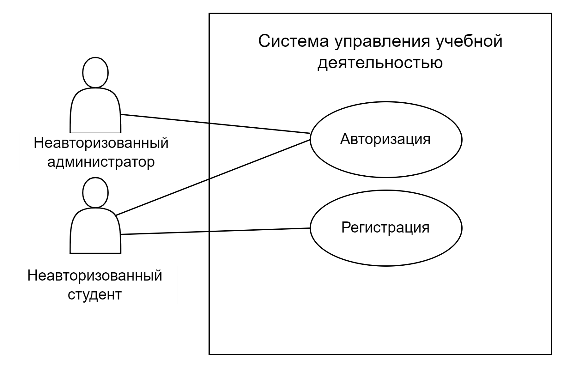 Система управления учебной
деятельностью
Неавторизованный
администратор
Авторизация
Неавторизованный
студент
Регистрация